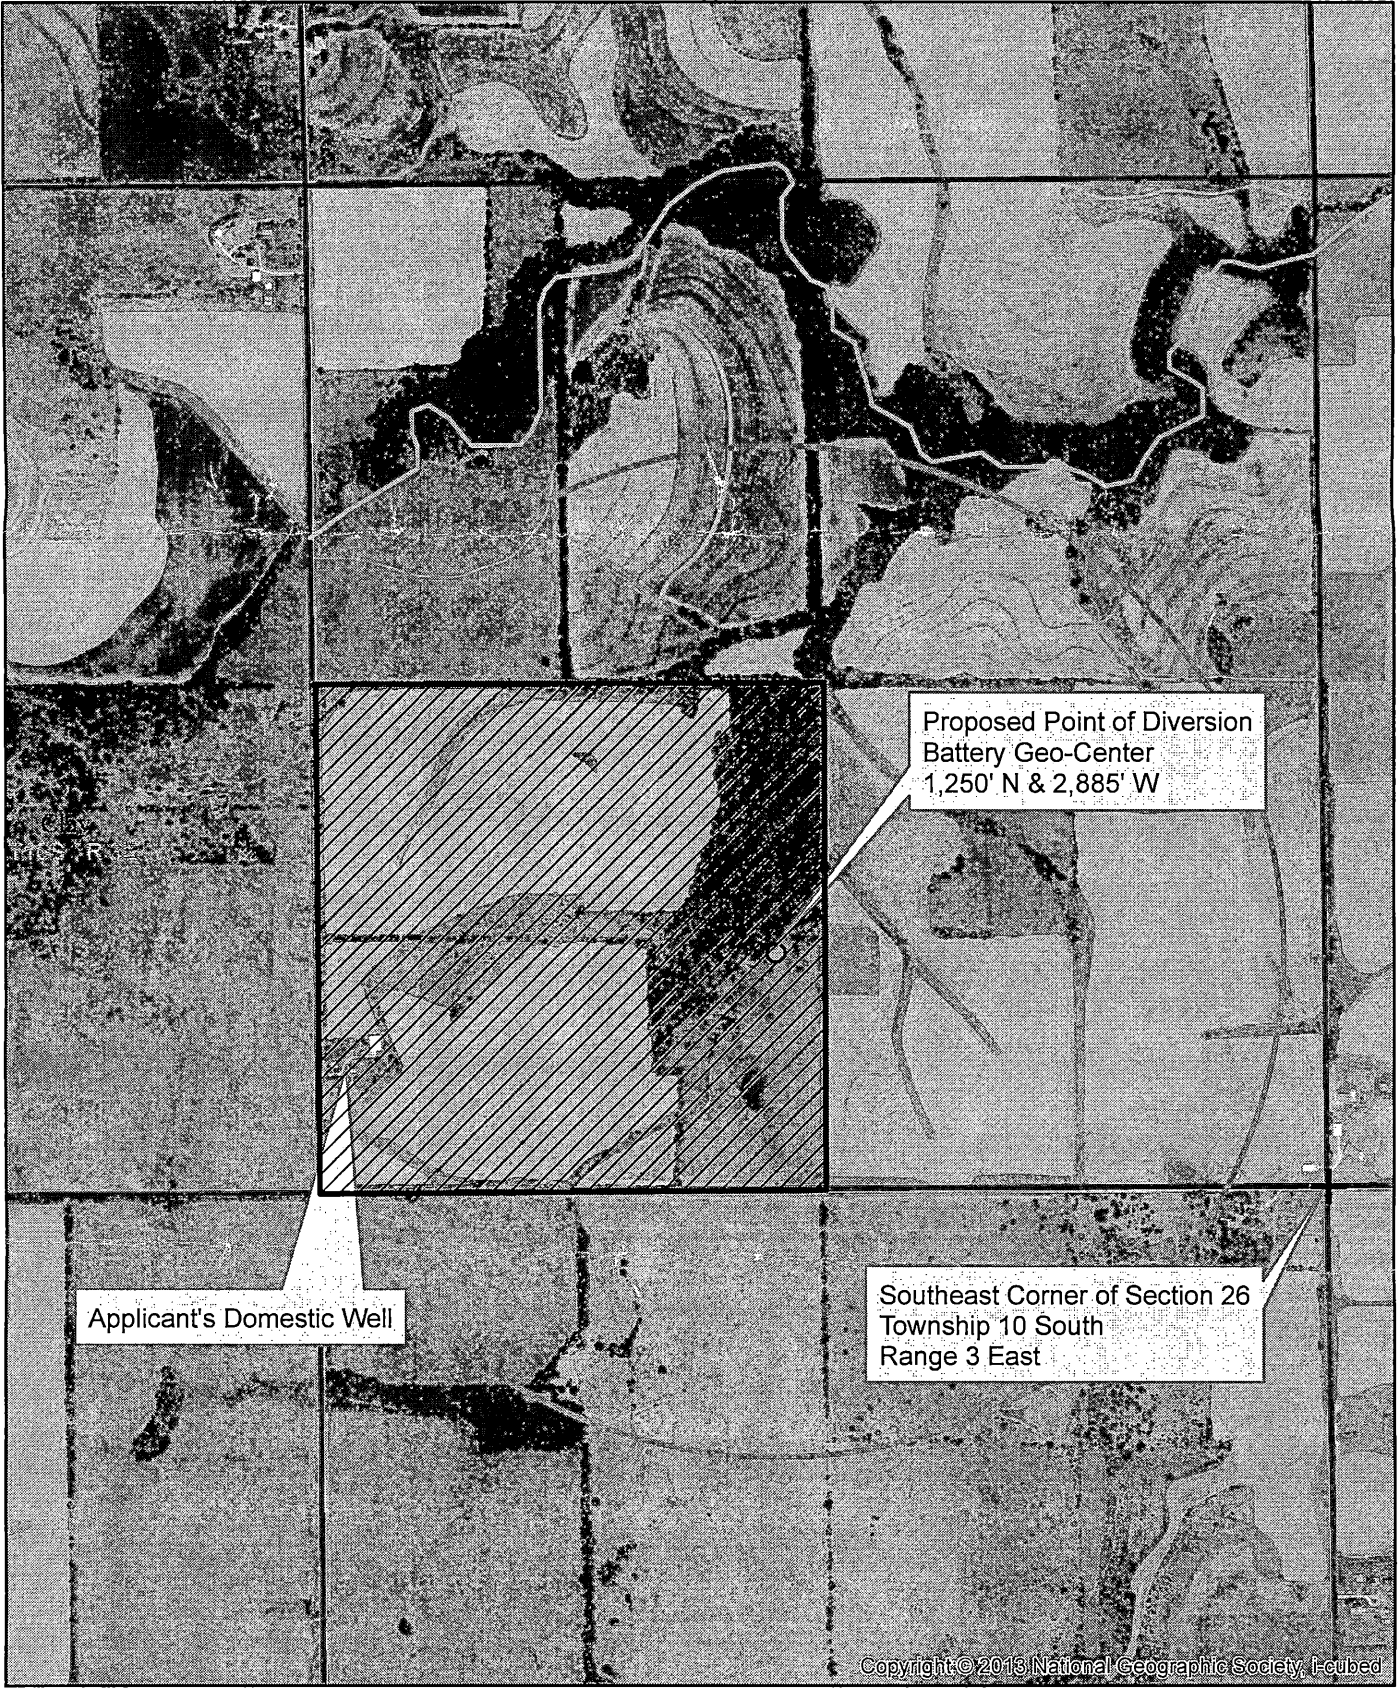 Proposed Point of Diversion
Battery Geo-Center
1,250' N & 2,885' W
Applicant's Domestic Well
Southeast Corner of Section 26
Township 10 South
Range 3 East
Copyright:© 2013 National Geographic Society, i-cubed